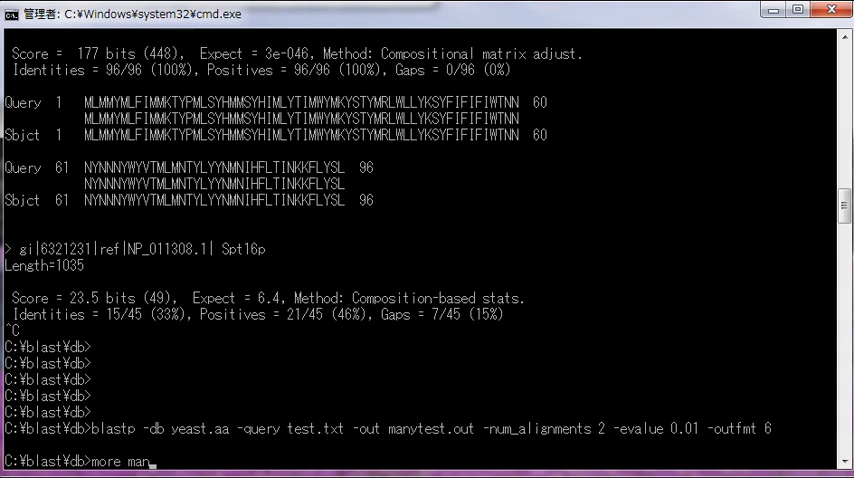 管理者: C:¥Windows¥system32¥cmd.exe
Score =  177 bits (448),  Expect = 3e-046, Method: Compositional matrix adjust.
Identities = 96/96 (100%), Positives = 96/96 (100%), Gaps = 0/96 (0%)
Query  1   MLMMYMLFIMMKTYPMLSYHMMSYHIMLYTIMWYMKYSTYMRLWLLYKSYFIFIFIWTNN  60
MLMMYMLFIMMKTYPMLSYHMMSYHIMLYTIMWYMKYSTYMRLWLLYKSYFIFIFIWTNN
Sbjct  1   MLMMYMLFIMMKTYPMLSYHMMSYHIMLYTIMWYMKYSTYMRLWLLYKSYFIFIFIWTNN  60
Query  61  NYNNNYWYVTMLMNTYLYYNMNIHFLTINKKFLYSL  96
NYNNNYWYVTMLMNTYLYYNMNIHFLTINKKFLYSL
Sbjct  61  NYNNNYWYVTMLMNTYLYYNMNIHFLTINKKFLYSL  96
> gi|6321231|ref|NP_011308.1| Spt16p
Length=1035
Score = 23.5 bits (49),  Expect = 6.4, Method: Composition-based stats.
Identities = 15/45 (33%), Positives = 21/45 (46%), Gaps = 7/45 (15%)
^C
C:¥blast¥db>
C:¥blast¥db>
C:¥blast¥db>
C:¥blast¥db>
C:¥blast¥db>
C:¥blast¥db>blastp -db yeast.aa -query test.txt -out manytest.out -num_alignments 2 -evalue 0.01 -outfmt 6
C:¥blast¥db>more man_